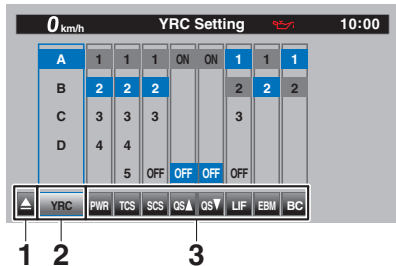 0 km/h YRC Setting 10:00
A 1 1 1 ON ON 1 1 1
B 2 2 2 2 2 2
C 3 3 3 3
D 4 4
5 OFF OFF OFF OFF
YRC PWR TCS SCS QS▲ QS▼ LIF EBM BC
1 2 3